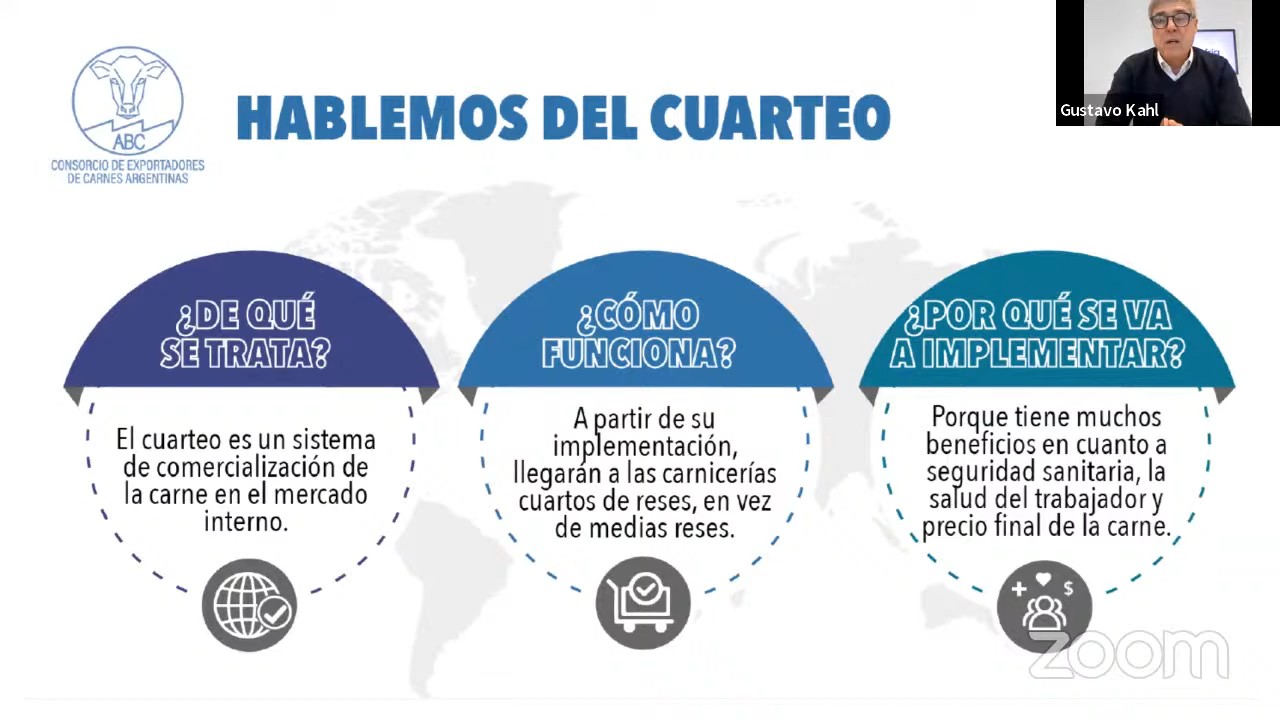 ABC
CONSORCIO DE EXPORTADORES
DE CARNES ARGENTINAS
HABLEMOS DEL CUARTEO
Gustavo Kahl
¿DE QUÉ
SE TRATA?
El cuarteo es un sistema
de comercialización de
la carne en el mercado
interno.
¿CÓMO
FUNCIONA?
A partir de su
implementación,
llegarán a las carnicerías
cuartos de reses, en vez
de medias reses.
¿POR QUÉ SE VA
A IMPLEMENTAR?
Porque tiene muchos
beneficios en cuanto a
seguridad sanitaria, la
salud del trabajador y
precio final de la carne.
$
zoom